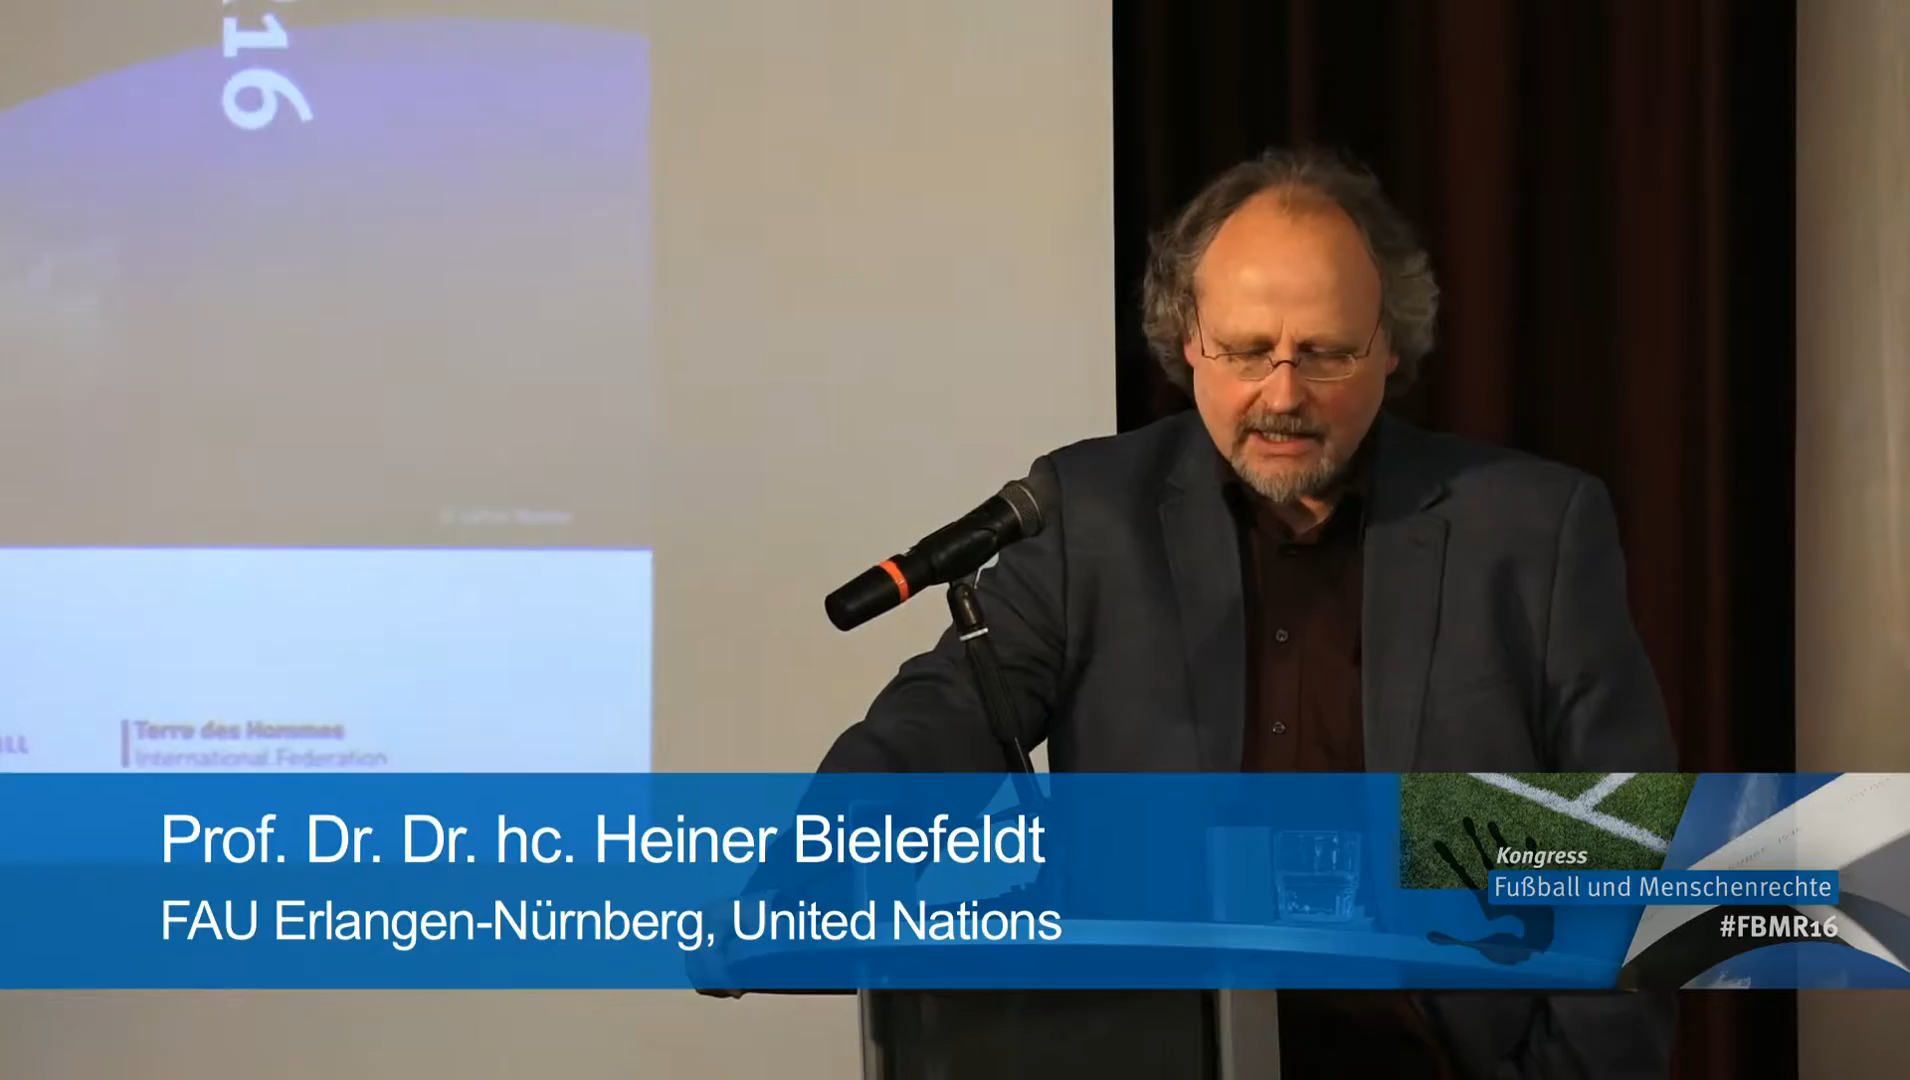 R16
Terre des Hommes
International Federation
Prof. Dr. Dr. hc. Heiner Bielefeldt
FAU Erlangen-Nürnberg, United Nations
Kongress
Fußball und Menschenrechte
#FBMR16